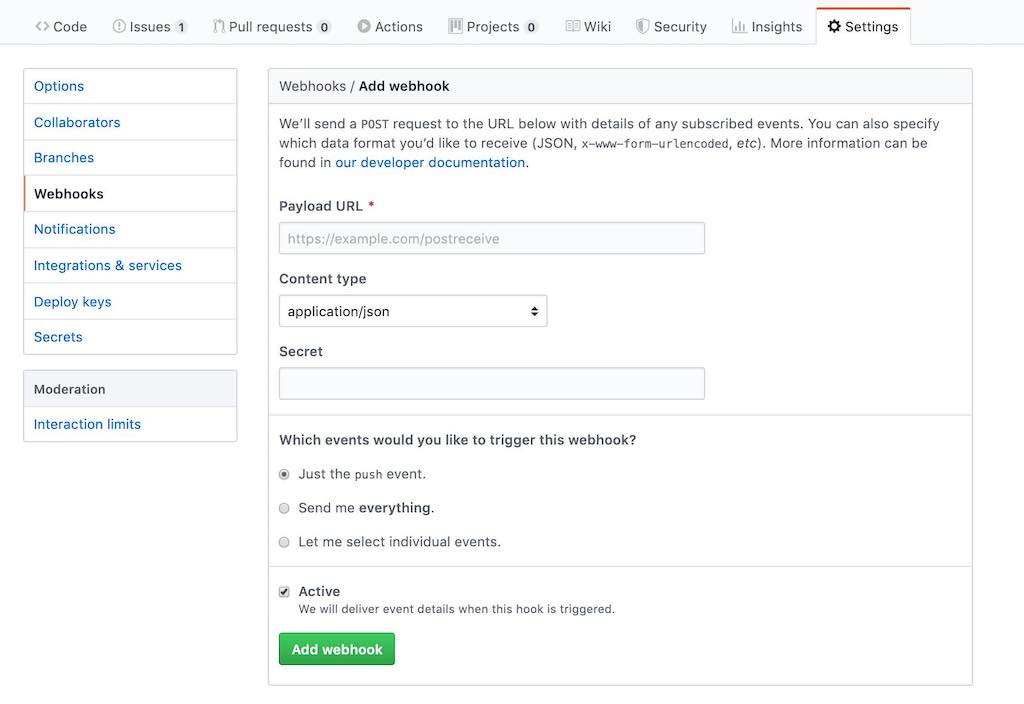 Code Issues 1 Pull requests 0 Actions Projects 0 Wiki Security Insights Settings
Options
Collaborators
Branches
Webhooks
Notifications
Integrations & services
Deploy keys
Secrets
Moderation
Interaction limits
Webhooks / Add webhook
We’ll send a POST request to the URL below with details of any subscribed events. You can also specify
which data format you’d like to receive (JSON, x-www-form-urlencoded, etc). More information can be
found in our developer documentation.
Payload URL *
https://example.com/postreceive
Content type
application/json
Secret
Which events would you like to trigger this webhook?
Just the push event.
Send me everything.
Let me select individual events.
Active
We will deliver event details when this hook is triggered.
Add webhook